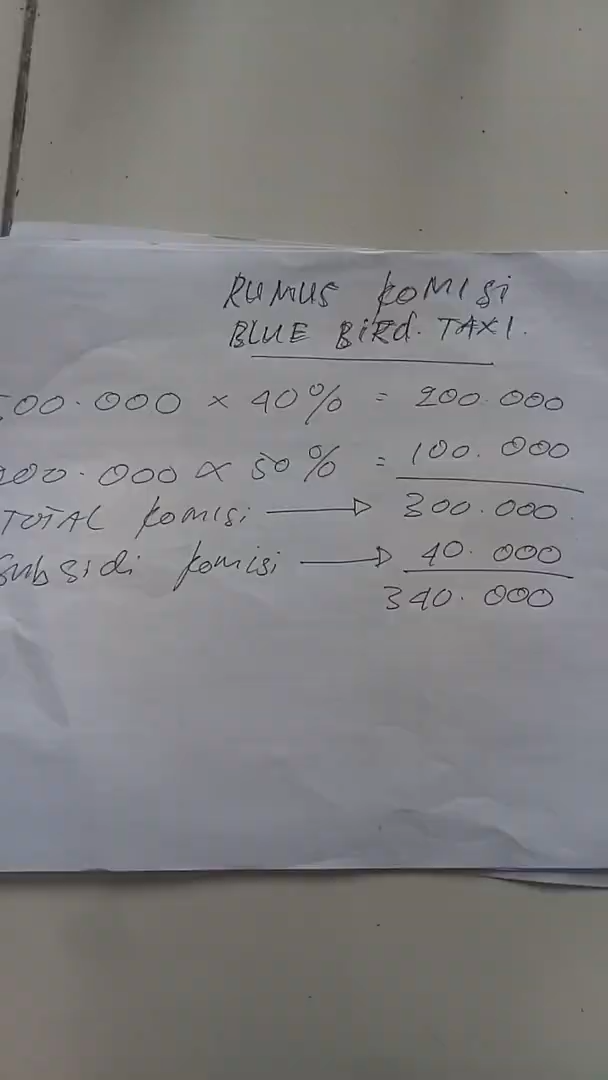 RUMUS KOMISI
BLUE BIRd. TAXI.
00.000 x 40% = 200.000
00.000 x 50% = 100.000
TOTAL KOMISI → 300.000
Subsidi komisi → 40.000
340.000